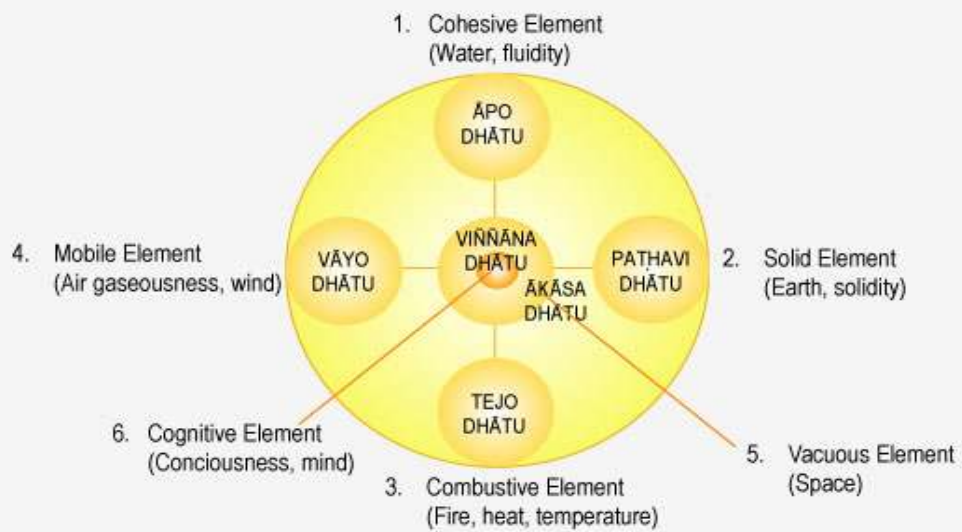 1. Cohesive Element
(Water, fluidity)
ĀPO
DHĀTU
4. Mobile Element
(Air gaseousness, wind)
VĀYO
DHĀTU
VIÑÑĀNA
DHĀTU
ĀKĀSA
DHĀTU
PAṬHAVI
DHĀTU
2. Solid Element
(Earth, solidity)
TEJO
DHĀTU
6. Cognitive Element
(Conciousness, mind)
5. Vacuous Element
(Space)
3. Combustive Element
(Fire, heat, temperature)